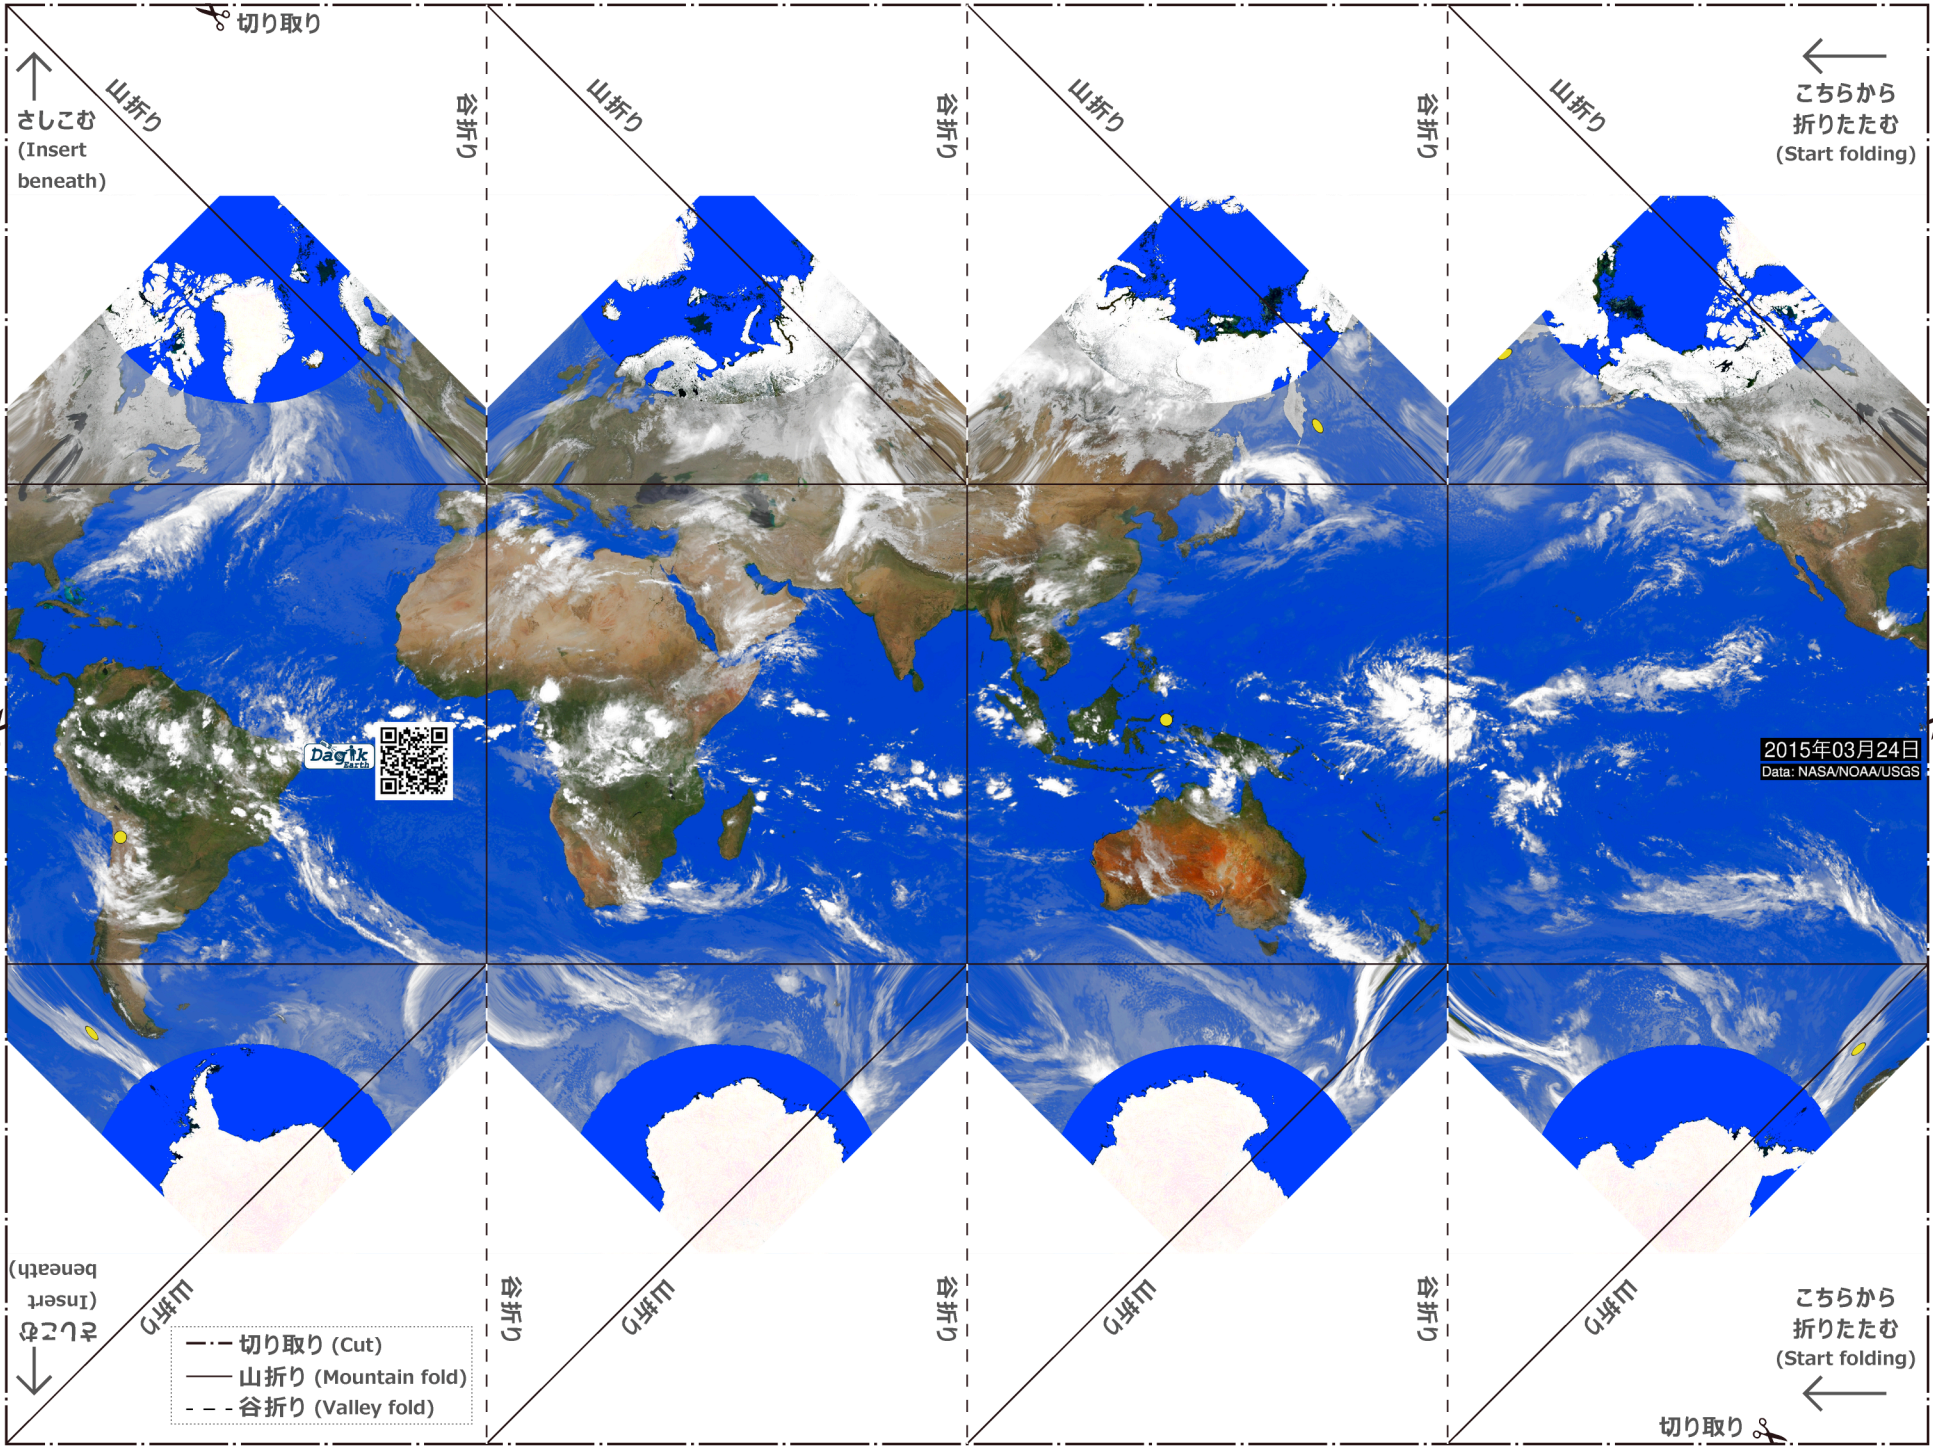 切り取り
さしこむ
(Insert
beneath)
山折り
谷折り
山折り
谷折り
山折り
谷折り
山折り
こちらから
折りたたむ
(Start folding)
Dagik
Earth
2015年03月24日
Data: NASA/NOAA/USGS
さしこむ
(Insert
beneath)
山折り
谷折り
山折り
谷折り
山折り
谷折り
山折り
こちらから
折りたたむ
(Start folding)
切り取り (Cut)
山折り (Mountain fold)
谷折り (Valley fold)
切り取り